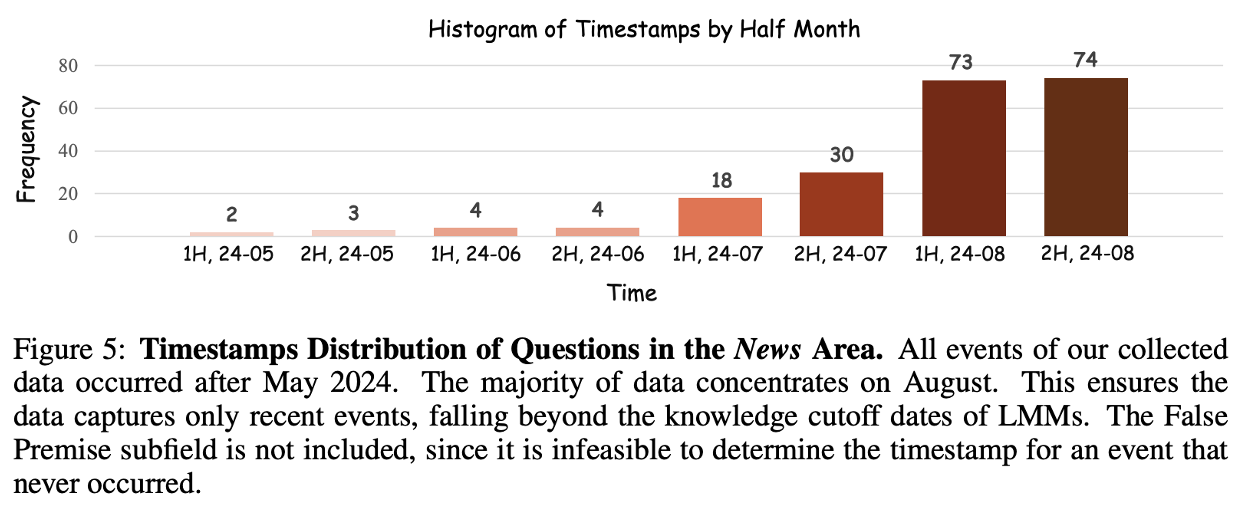 Histogram of Timestamps by Half Month
Frequency
80
60
40
20
0
2
3
4
4
18
30
73
74
1H, 24-05
2H, 24-05
1H, 24-06
2H, 24-06
1H, 24-07
2H, 24-07
1H, 24-08
2H, 24-08
Time
Figure 5: Timestamps Distribution of Questions in the News Area. All events of our collected
data occurred after May 2024. The majority of data concentrates on August. This ensures the
data captures only recent events, falling beyond the knowledge cutoff dates of LMMs. The False
Premise subfield is not included, since it is infeasible to determine the timestamp for an event that
never occurred.